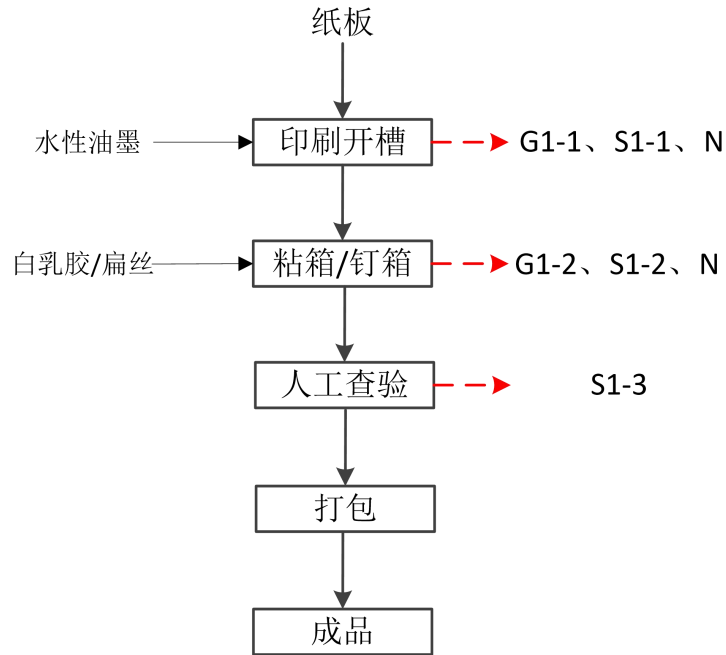 纸板
水性油墨
印刷开槽
G1-1、S1-1、N
白乳胶/扁丝
粘箱/钉箱
G1-2、S1-2、N
人工查验
S1-3
打包
成品